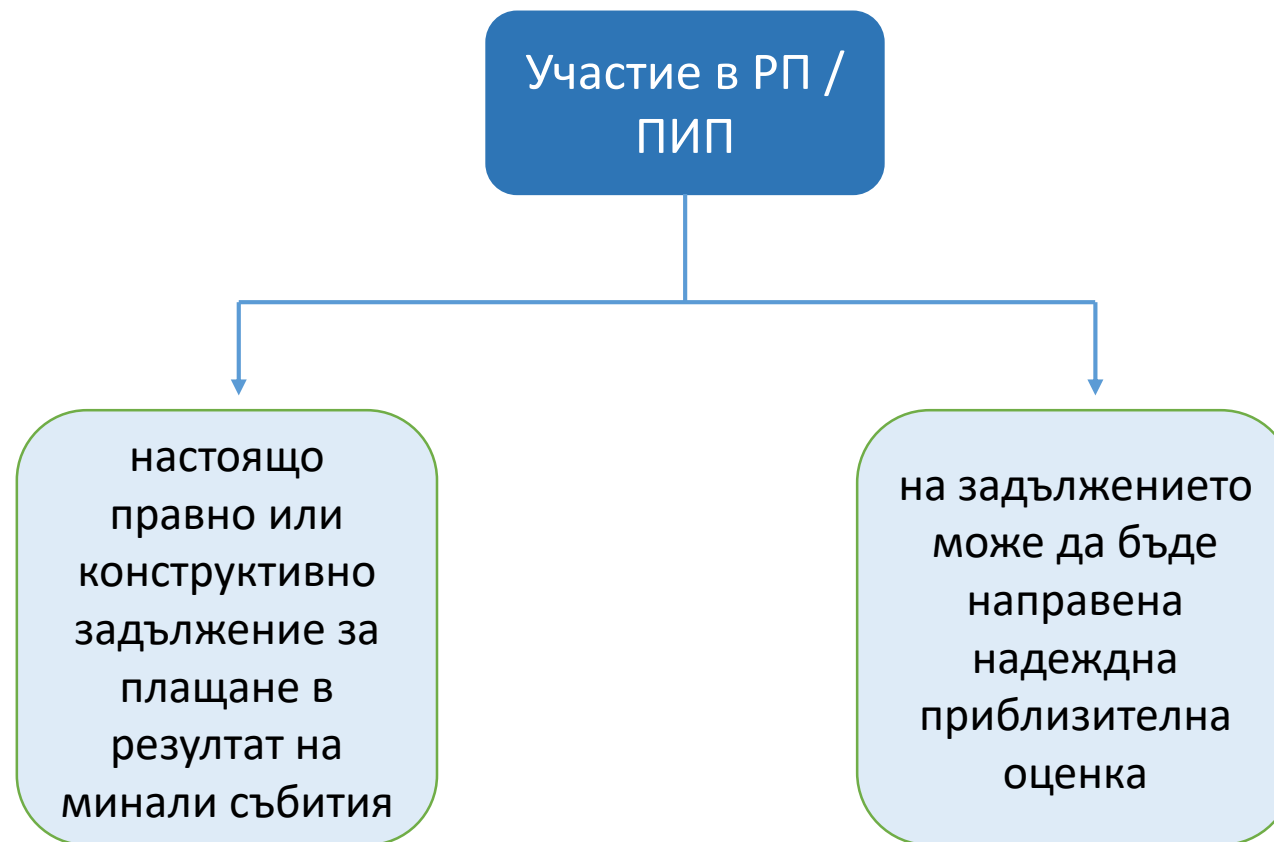 Участие в РП /
ПИП
настоящо
правно или
конструктивно
задължение за
плащане в
резултат на
минали събития
на задължението
може да бъде
направена
надеждна
приблизителна
оценка